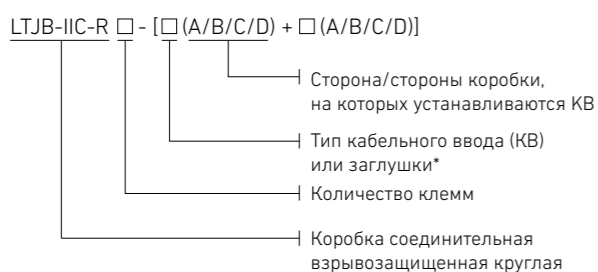 LTJB-IIC-R □ - [□ (A/B/C/D) + □ (A/B/C/D)]
Сторона/стороны коробки,
на которых устанавливаются КВ
Тип кабельного ввода (КВ)
или заглушки*
Количество клемм
Коробка соединительная
взрывозащищенная круглая